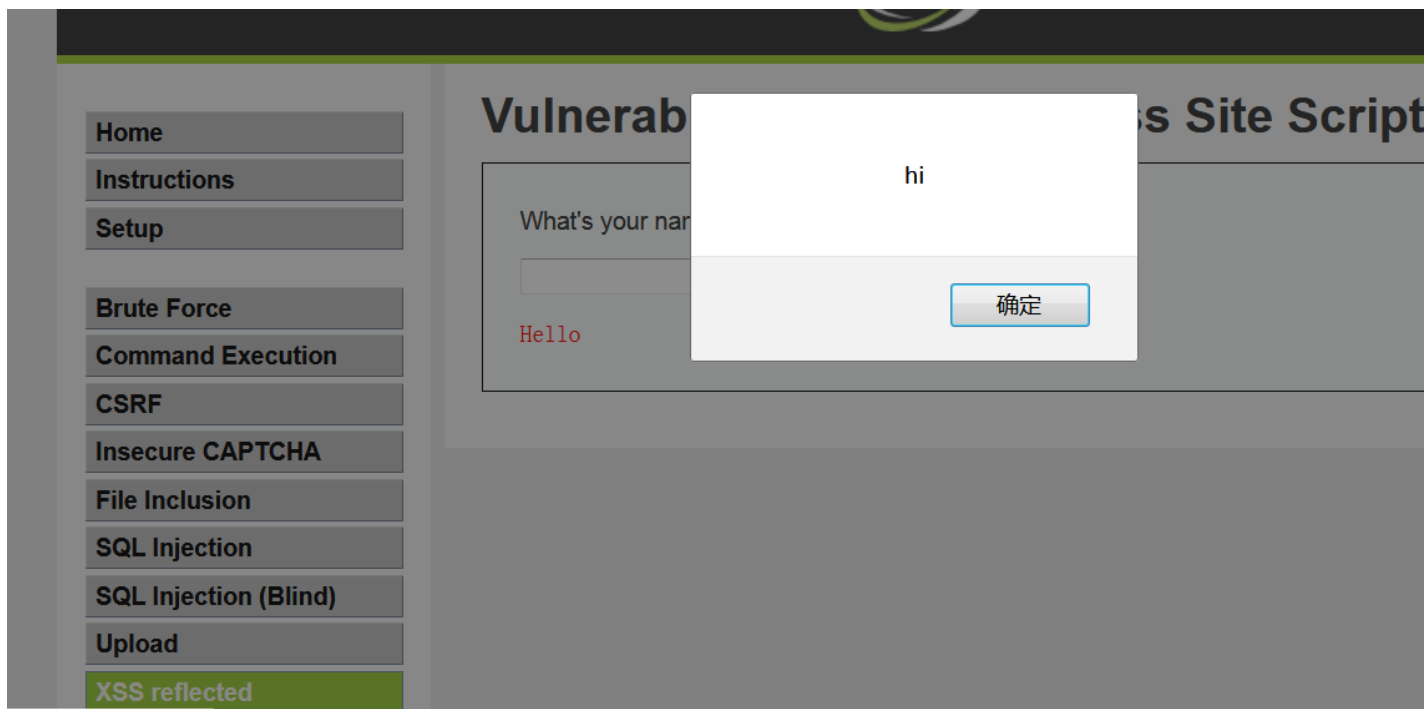 Home
Instructions
Setup
Brute Force
Command Execution
CSRF
Insecure CAPTCHA
File Inclusion
SQL Injection
SQL Injection (Blind)
Upload
XSS reflected
Vulnerab
s Site Script
What's your nar
Hello
hi
确定